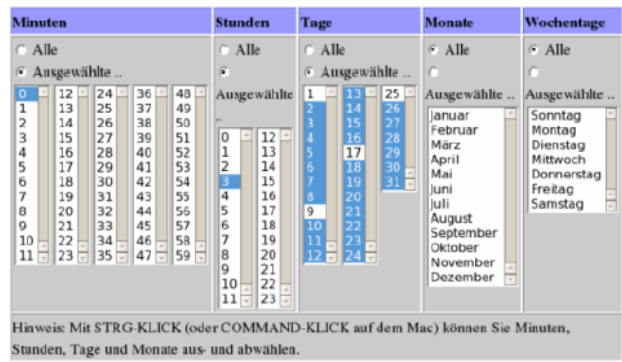 Minuten Stunden Tage Monate Wochentage
Alle Alle Alle Alle Alle
Ausgewählte .. Ausgewählte ..
Ausgewählte .. Ausgewählte .. Ausgewählte ..
0 12 24 36 48
1 13 25 37 49
2 14 26 38 50
3 15 27 39 51
4 16 28 40 52
5 17 29 41 53
6 18 30 42 54
7 19 31 43 55
8 20 32 44 56
9 21 33 45 57
10 22 34 46 58
11 23 35 47 59
0 12
1 13
2 14
3 15
4 16
5 17
6 18
7 19
8 20
9 21
10 22
11 23
1 13 25
2 14 26
3 15 27
4 16 28
5 17 29
6 18 30
7 19 31
8 20
9 21
10 22
11 23
12 24
Januar
Februar
März
April
Mai
Juni
Juli
August
September
Oktober
November
Dezember
Sonntag
Montag
Dienstag
Mittwoch
Donnerstag
Freitag
Samstag
Hinweis: Mit STRG-KLICK (oder COMMAND-KLICK auf dem Mac) können Sie Minuten,
Stunden, Tage und Monate aus- und abwählen.